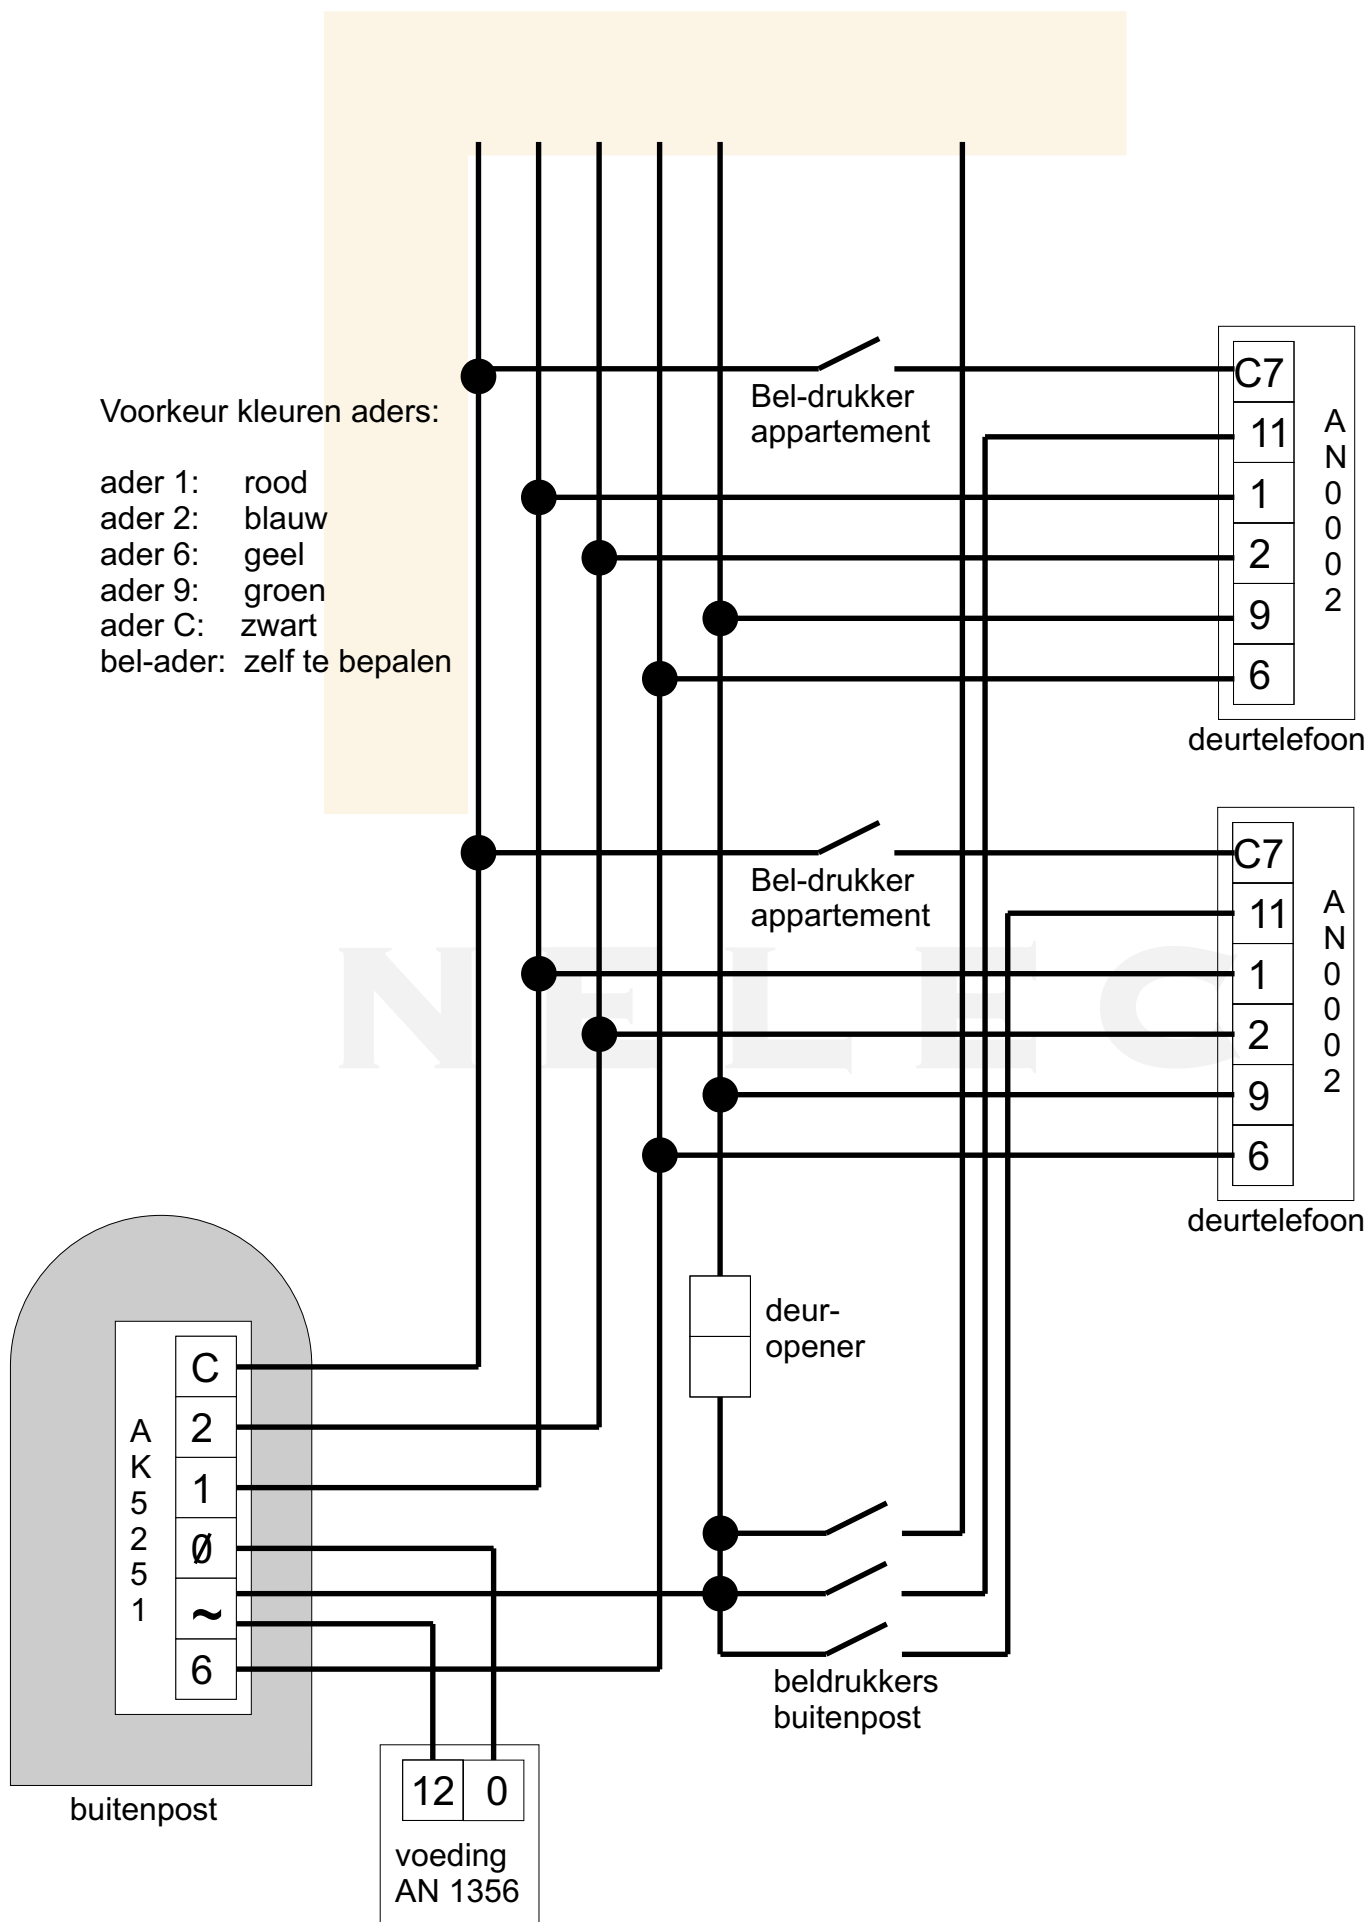 C7
Bel-drukker
appartement
Voorkeur kleuren aders:
11
1
2
9
6
AN0002
ader 1: rood
ader 2: blauw
ader 6: geel
ader 9: groen
ader C: zwart
bel-ader: zelf te bepalen
deurtelefoon
C7
Bel-drukker
appartement
11
1
2
9
6
AN0002
NELEC
deurtelefoon
deur-
opener
C
2
1
Ø
~
6
AK5251
beldrukkers
buitenpost
12 0
buitenpost
voeding
AN 1356